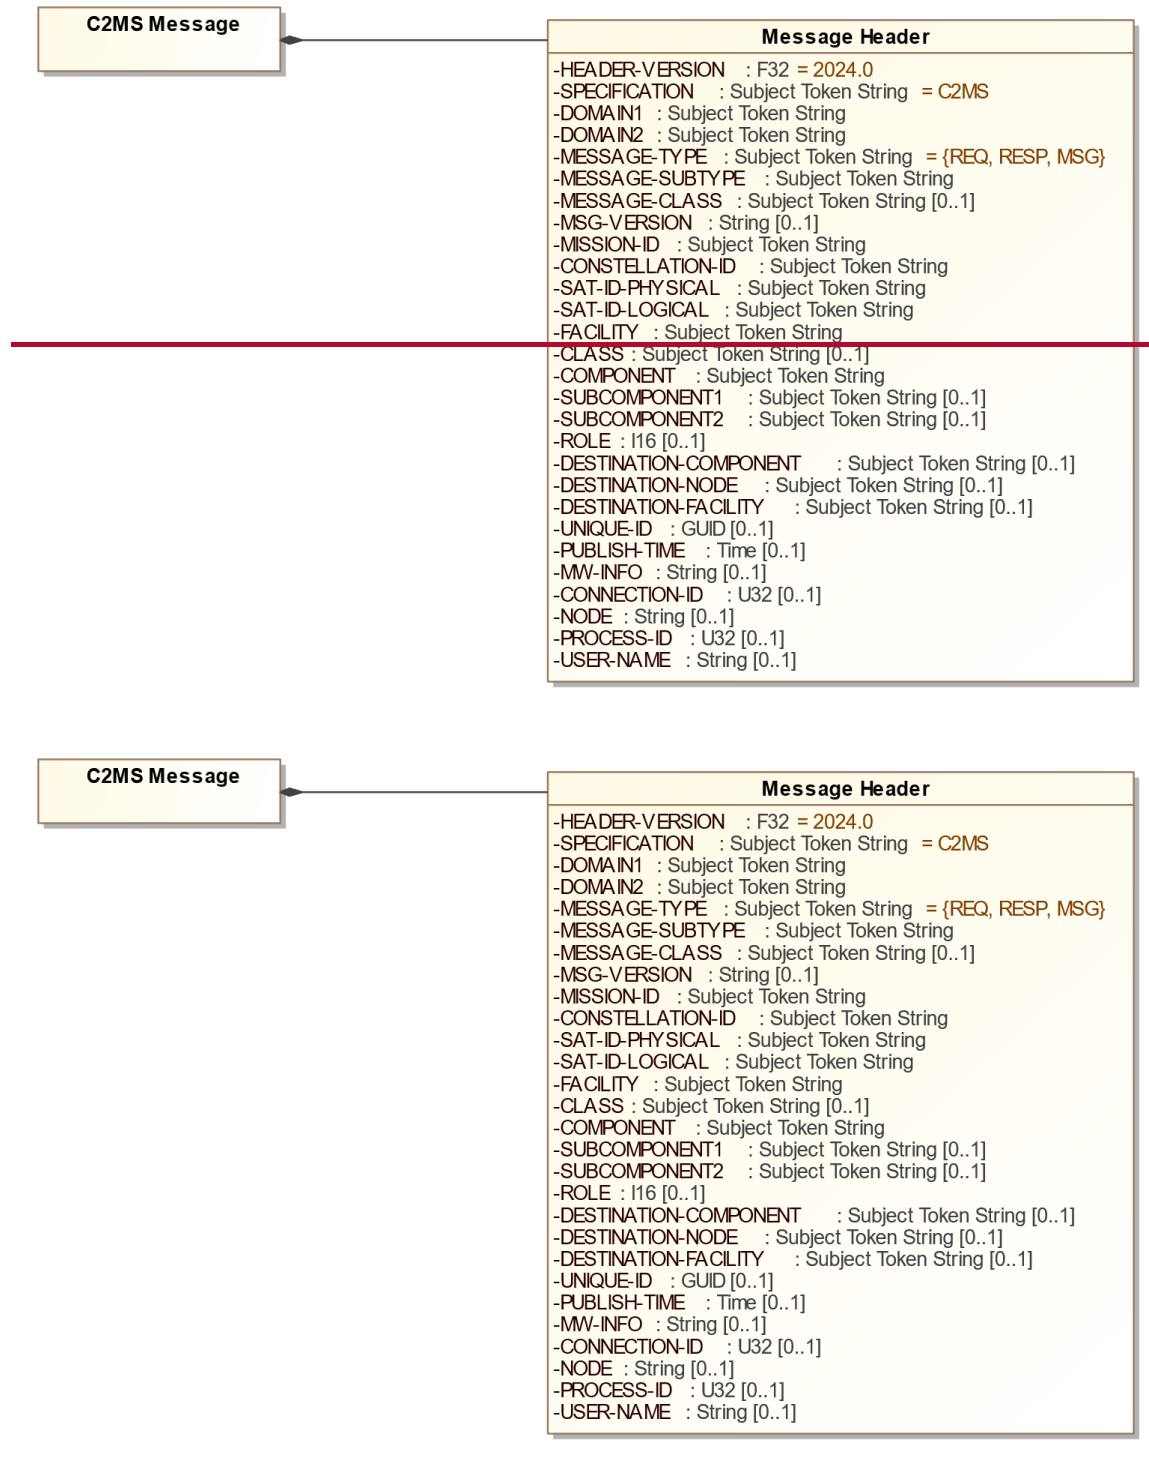 C2MS Message
Message Header
-HEADER-VERSION : F32 = 2024.0
-SPECIFICATION : Subject Token String = C2MS
-DOMAIN1 : Subject Token String
-DOMAIN2 : Subject Token String
-MESSAGE-TYPE : Subject Token String = {REQ, RESP, MSG}
-MESSAGE-SUBTYPE : Subject Token String
-MESSAGE-CLASS : Subject Token String [0..1]
-MSG-VERSION : String [0..1]
-MISSION-ID : Subject Token String
-CONSTELLATION-ID : Subject Token String
-SAT-ID-PHYSICAL : Subject Token String
-SAT-ID-LOGICAL : Subject Token String
-FACILITY : Subject Token String
-CLASS : Subject Token String [0..1]
-COMPONENT : Subject Token String
-SUBCOMPONENT1 : Subject Token String [0..1]
-SUBCOMPONENT2 : Subject Token String [0..1]
-ROLE : I16 [0..1]
-DESTINATION-COMPONENT : Subject Token String [0..1]
-DESTINATION-NODE : Subject Token String [0..1]
-DESTINATION-FACILITY : Subject Token String [0..1]
-UNIQUE-ID : GUID [0..1]
-PUBLISH-TIME : Time [0..1]
-MW-INFO : String [0..1]
-CONNECTION-ID : U32 [0..1]
-NODE : String [0..1]
-PROCESS-ID : U32 [0..1]
-USER-NAME : String [0..1]
C2MS Message
Message Header
-HEADER-VERSION : F32 = 2024.0
-SPECIFICATION : Subject Token String = C2MS
-DOMAIN1 : Subject Token String
-DOMAIN2 : Subject Token String
-MESSAGE-TYPE : Subject Token String = {REQ, RESP, MSG}
-MESSAGE-SUBTYPE : Subject Token String
-MESSAGE-CLASS : Subject Token String [0..1]
-MSG-VERSION : String [0..1]
-MISSION-ID : Subject Token String
-CONSTELLATION-ID : Subject Token String
-SAT-ID-PHYSICAL : Subject Token String
-SAT-ID-LOGICAL : Subject Token String
-FACILITY : Subject Token String
-CLASS : Subject Token String [0..1]
-COMPONENT : Subject Token String
-SUBCOMPONENT1 : Subject Token String [0..1]
-SUBCOMPONENT2 : Subject Token String [0..1]
-ROLE : I16 [0..1]
-DESTINATION-COMPONENT : Subject Token String [0..1]
-DESTINATION-NODE : Subject Token String [0..1]
-DESTINATION-FACILITY : Subject Token String [0..1]
-UNIQUE-ID : GUID [0..1]
-PUBLISH-TIME : Time [0..1]
-MW-INFO : String [0..1]
-CONNECTION-ID : U32 [0..1]
-NODE : String [0..1]
-PROCESS-ID : U32 [0..1]
-USER-NAME : String [0..1]